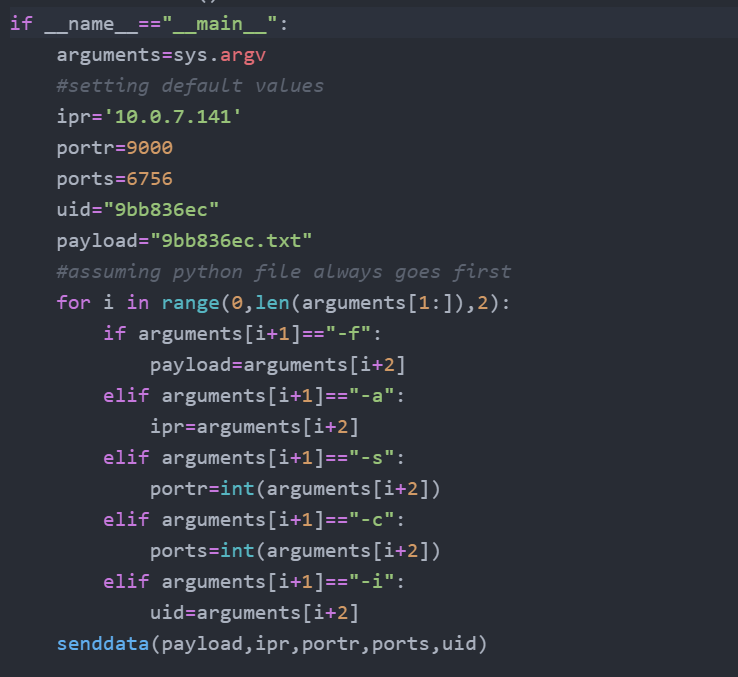 if __name__=="__main__":
    arguments=sys.argv
    #setting default values
    ipr='10.0.7.141'
    portr=9000
    ports=6756
    uid="9bb836ec"
    payload="9bb836ec.txt"
    #assuming python file always goes first
    for i in range(0,len(arguments[1:]),2):
        if arguments[i+1]=="-f":
            payload=arguments[i+2]
        elif arguments[i+1]=="-a":
            ipr=arguments[i+2]
        elif arguments[i+1]=="-s":
            portr=int(arguments[i+2])
        elif arguments[i+1]=="-c":
            ports=int(arguments[i+2])
        elif arguments[i+1]=="-i":
            uid=arguments[i+2]
    senddata(payload,ipr,portr,ports,uid)